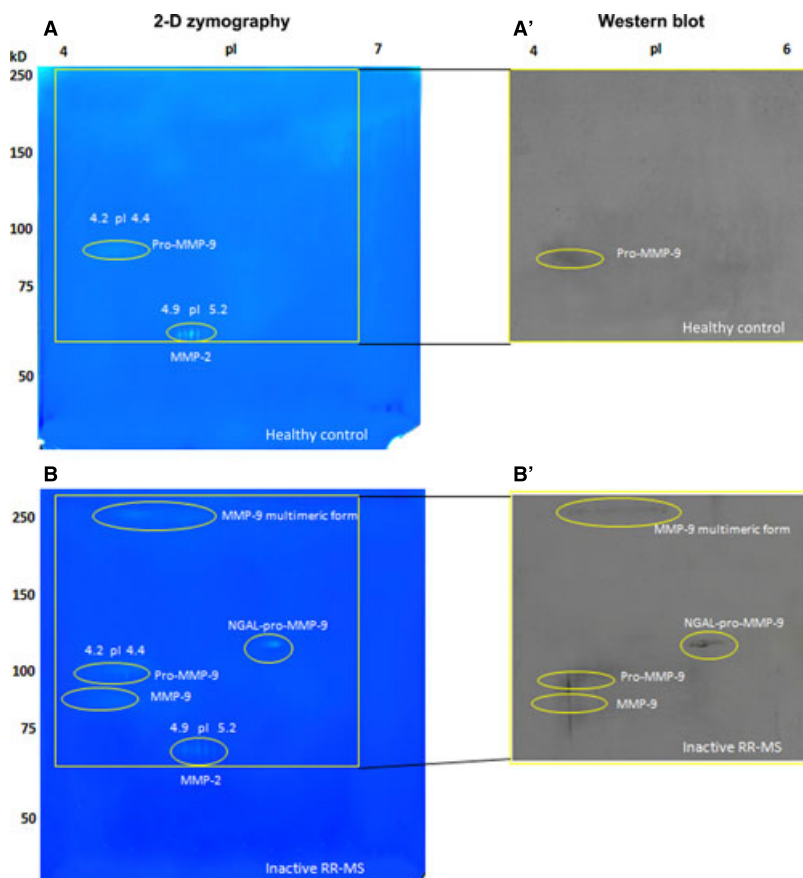 A 2-D zymography A' Western blot
kD 4 pI 7 4 pI 6
250
150
100
75
50
4.2 pI 4.4
Pro-MMP-9
4.9 pI 5.2
MMP-2
Healthy control
Pro-MMP-9
Healthy control
B B'
250
150
100
75
50
MMP-9 multimeric form
NGAL-pro-MMP-9
4.2 pI 4.4
Pro-MMP-9
MMP-9
4.9 pI 5.2
MMP-2
Inactive RR-MS
MMP-9 multimeric form
NGAL-pro-MMP-9
Pro-MMP-9
MMP-9
Inactive RR-MS